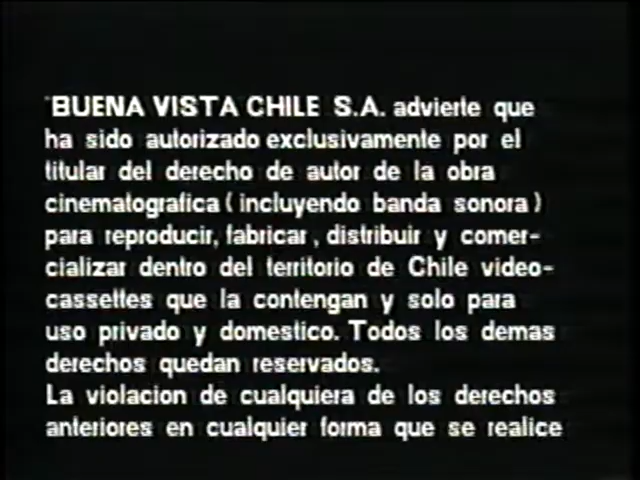 "BUENA VISTA CHILE S.A. advierte que
ha sido autorizado exclusivamente por el
titular del derecho de autor de la obra
cinematografica ( incluyendo banda sonora )
para reproducir, fabricar , distribuir y comer-
cializar dentro del territorio de Chile video-
cassettes que la contengan y solo para
uso privado y domestico. Todos los demas
derechos quedan reservados.
La violacion de cualquiera de los derechos
anteriores en cualquier forma que se realice